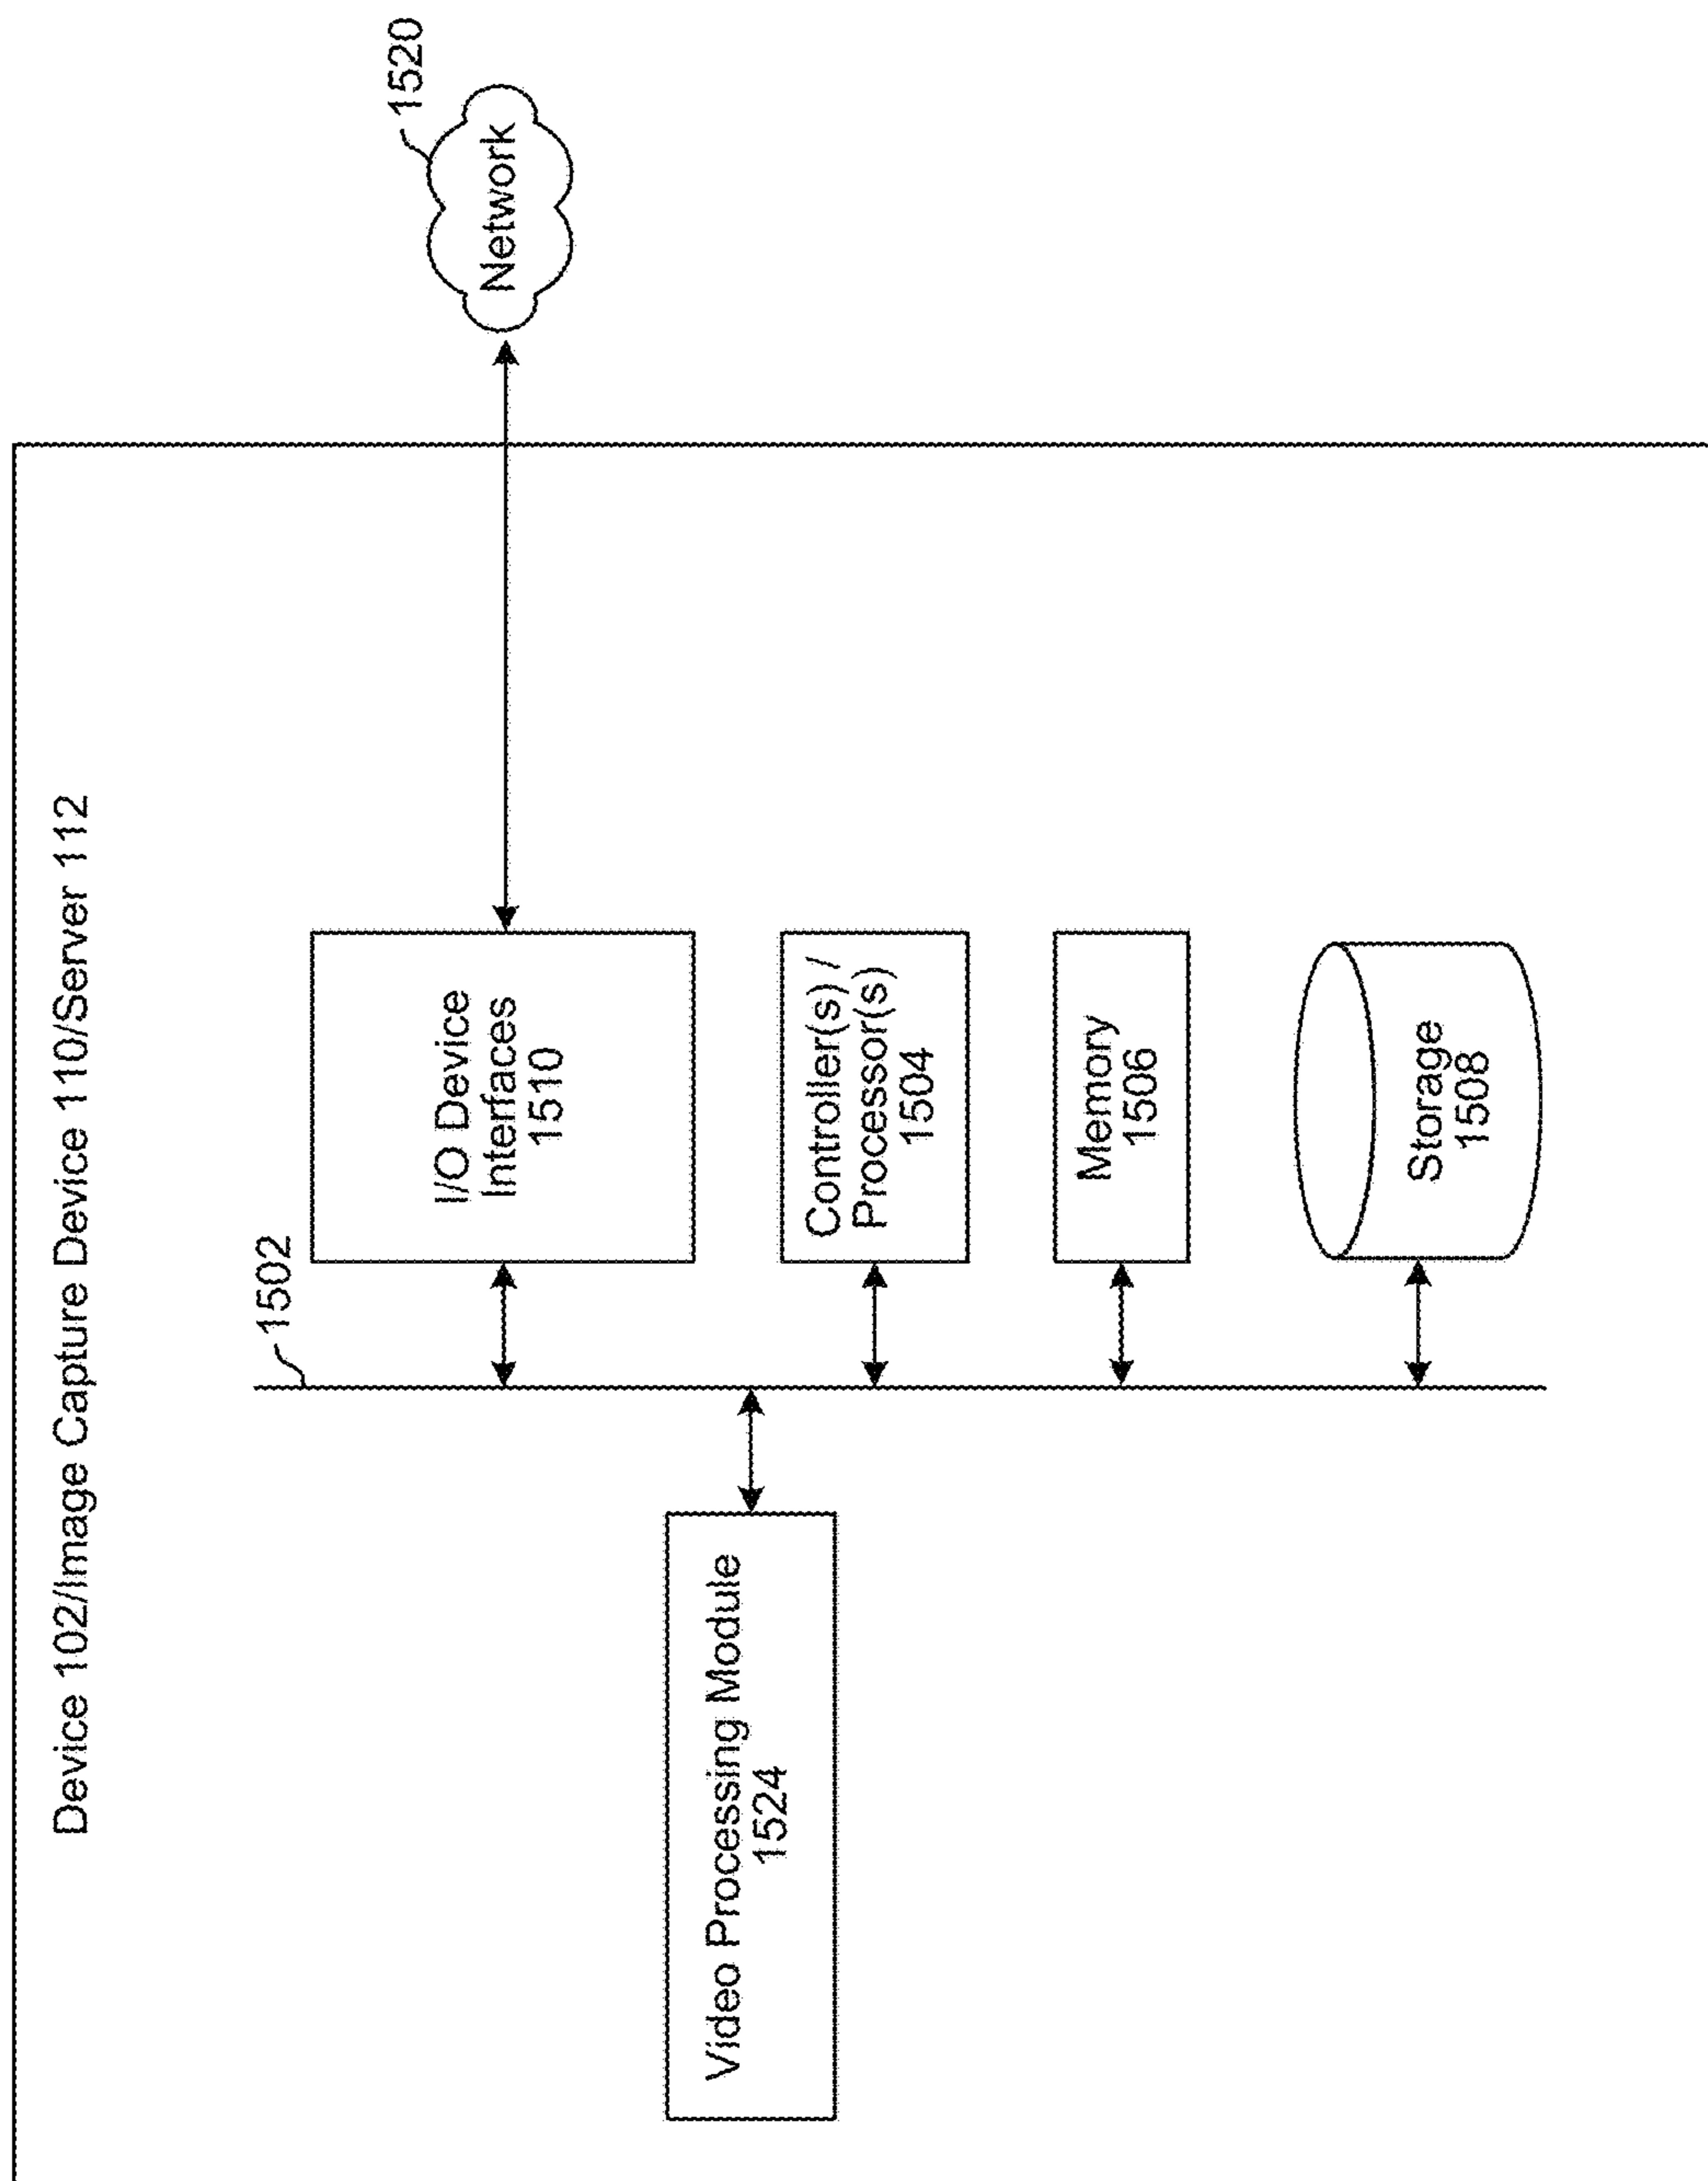 Device 102/Image Capture Device 110/Server 112
1502
I/O Device
Interfaces
1510
1520
Network
Video Processing Module
1524
Controller(s) /
Processor(s)
1504
Memory
1506
Storage
1508